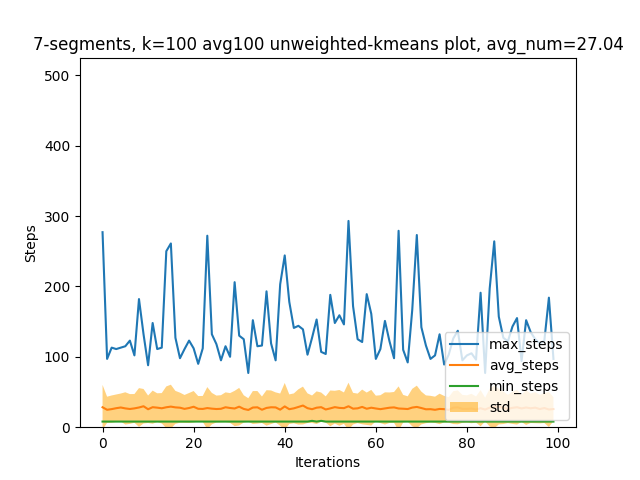 7-segments, k=100 avg100 unweighted-kmeans plot, avg_num=27.04
500
400
300
200
100
0
Steps
max_steps
avg_steps
min_steps
std
0 20 40 60 80 100
Iterations